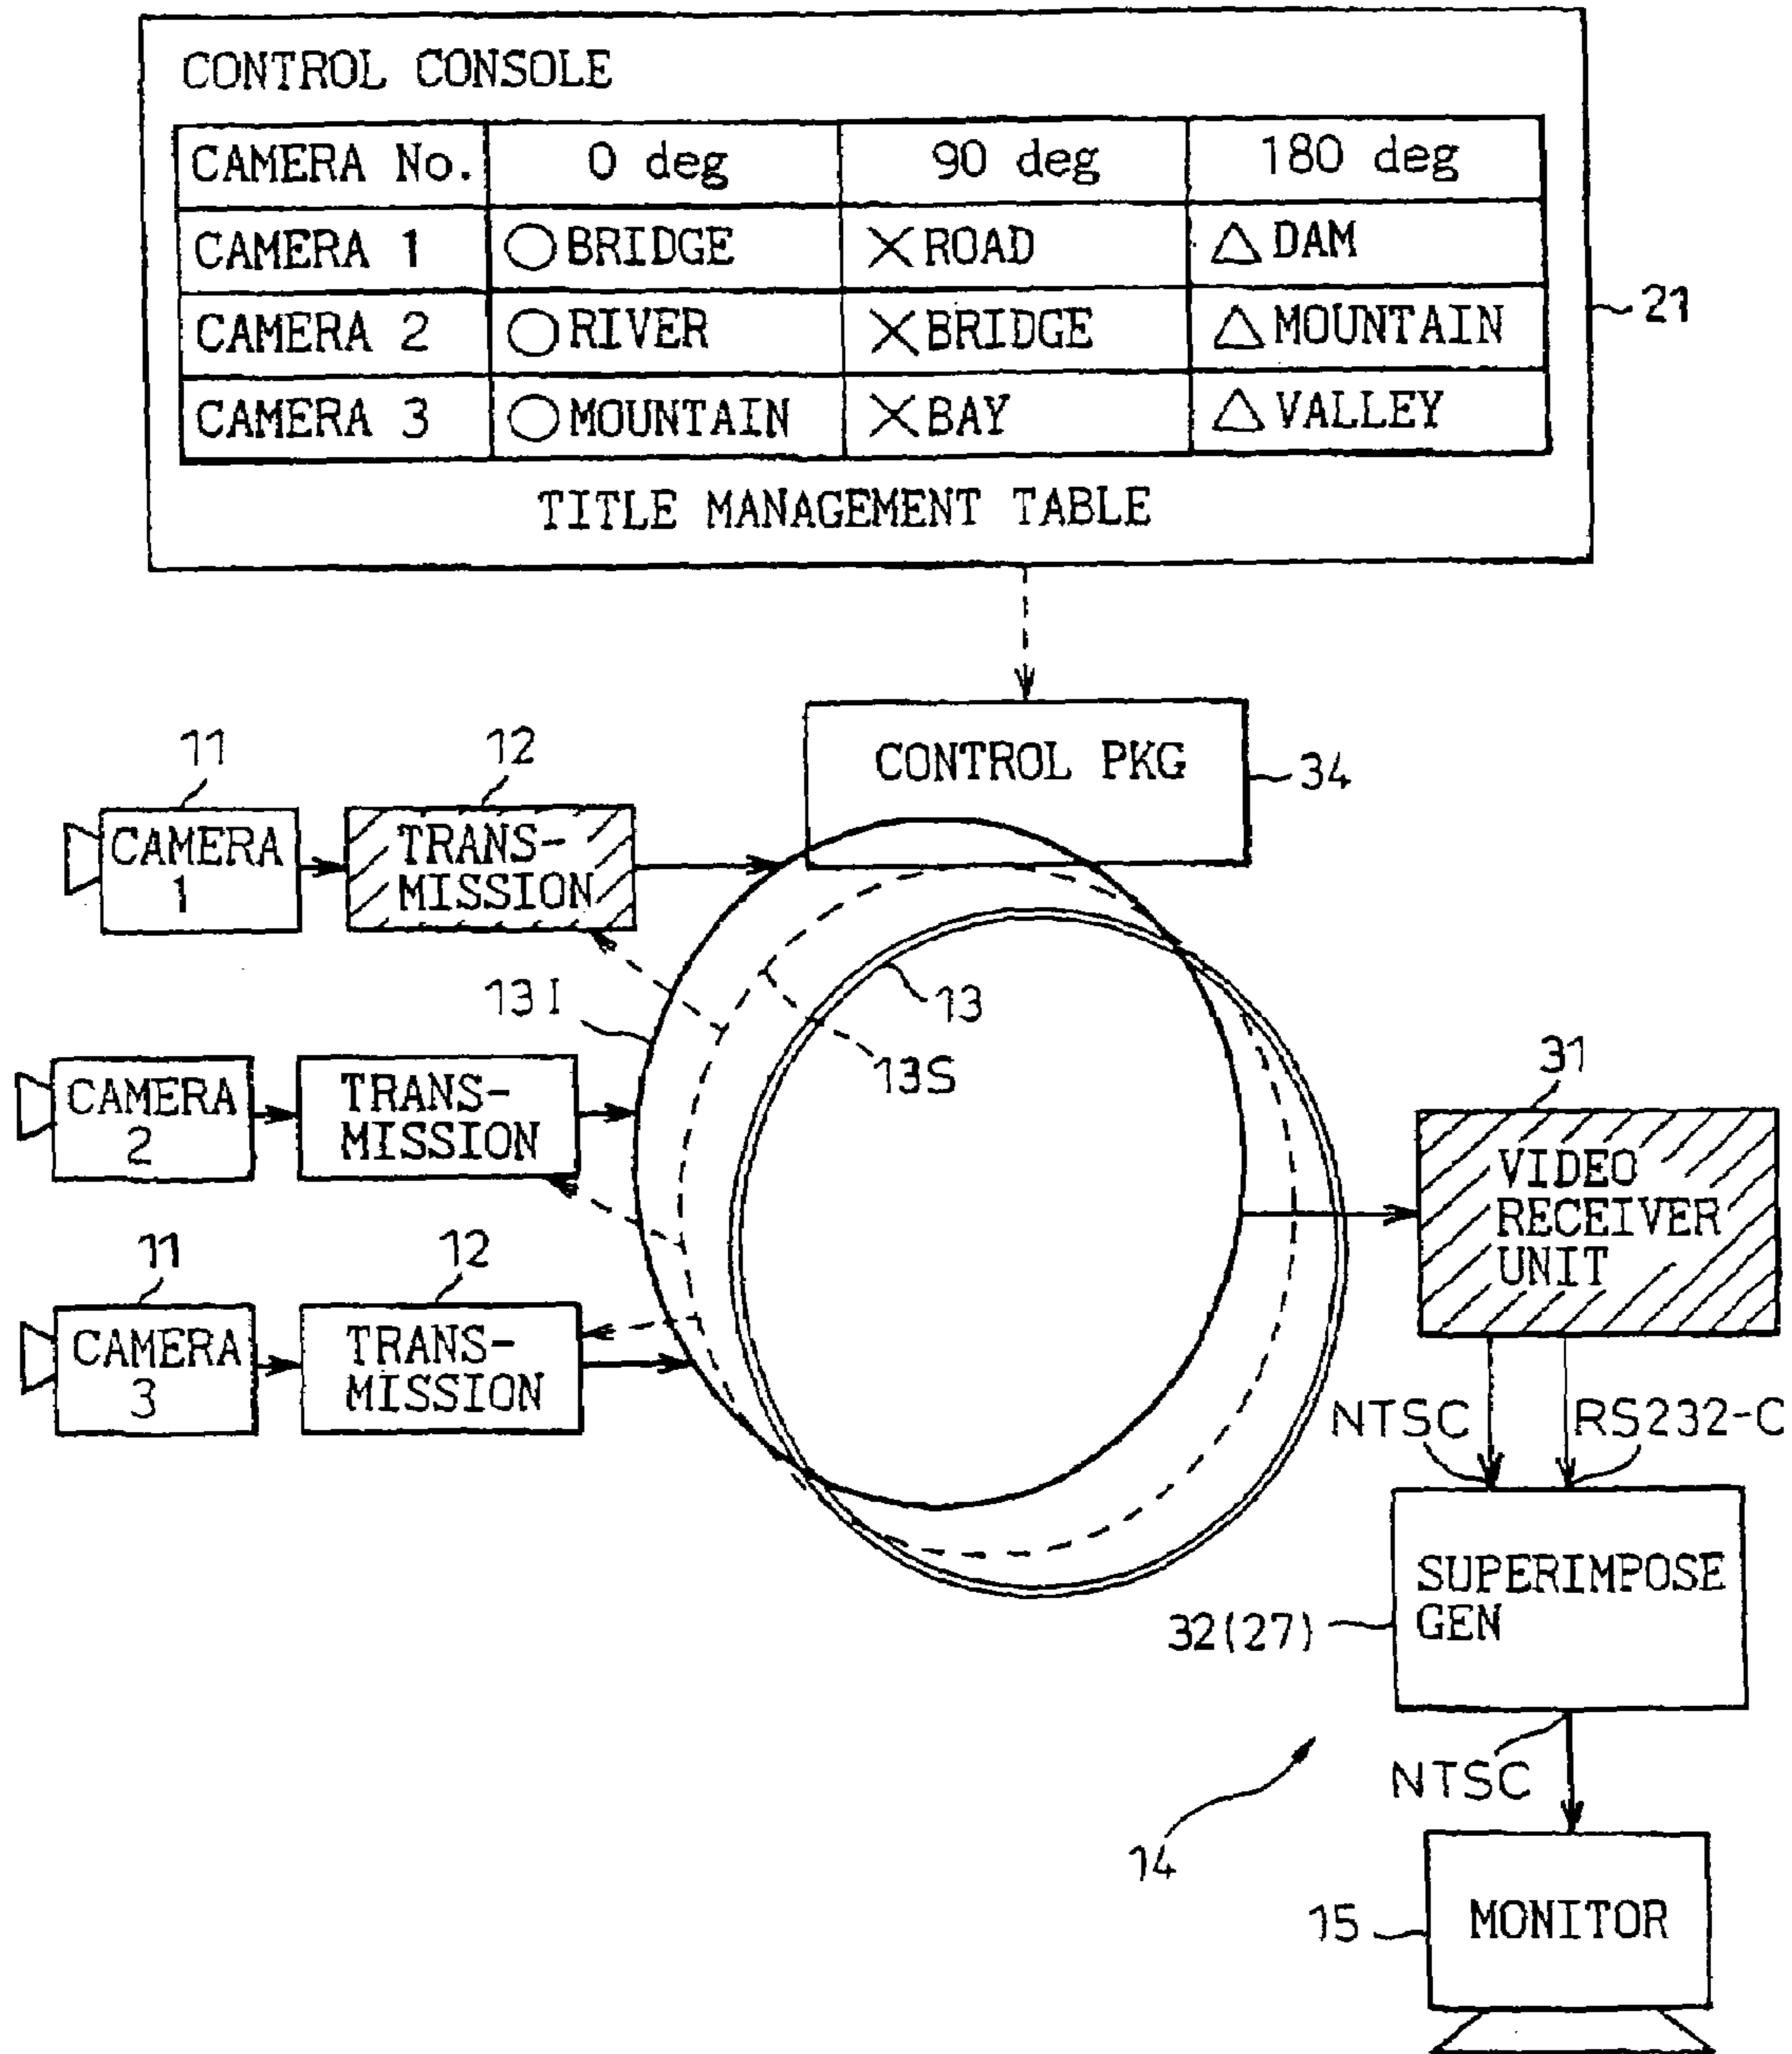 CONTROL CONSOLE
CAMERA No. 0 deg 90 deg 180 deg
CAMERA 1 ○BRIDGE ×ROAD △DAM
CAMERA 2 ○RIVER ×BRIDGE △MOUNTAIN
CAMERA 3 ○MOUNTAIN ×BAY △VALLEY
TITLE MANAGEMENT TABLE
21
CONTROL PKG
34
11
12
CAMERA
1
TRANS-
MISSION
13I
13
13S
CAMERA
2
TRANS-
MISSION
31
VIDEO
RECEIVER
UNIT
11
12
CAMERA
3
TRANS-
MISSION
NTSC
RS232-C
SUPERIMPOSE
GEN
32(27)
NTSC
14
15
MONITOR